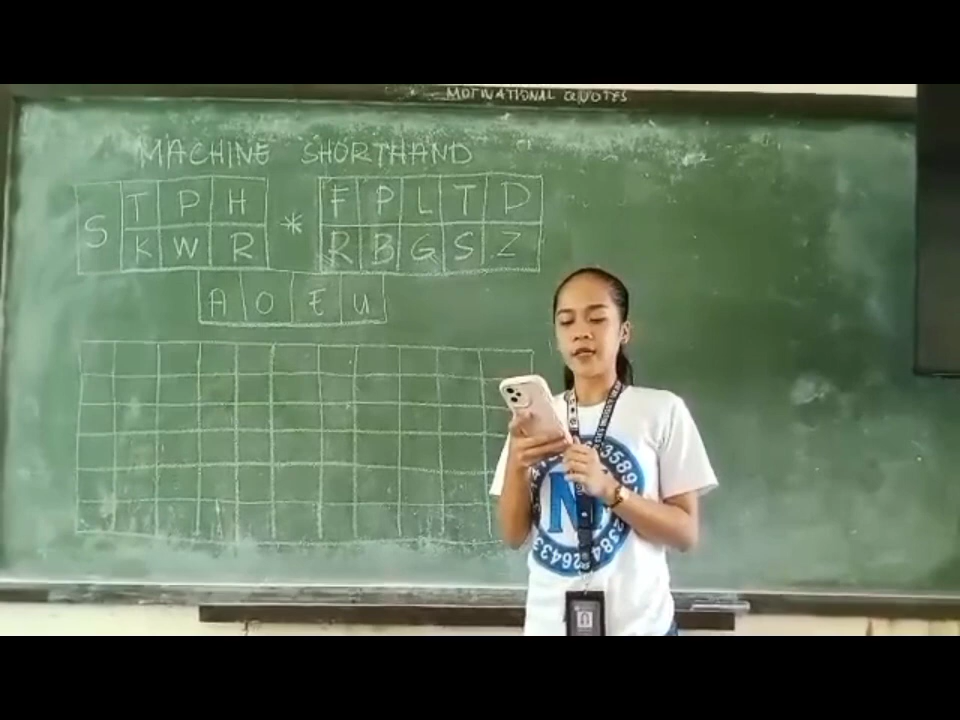 MOTIVATIONAL QUOTES
MACHINE SHORTHAND
S T P H * F P L T D
K W R R B G S Z
A O E U